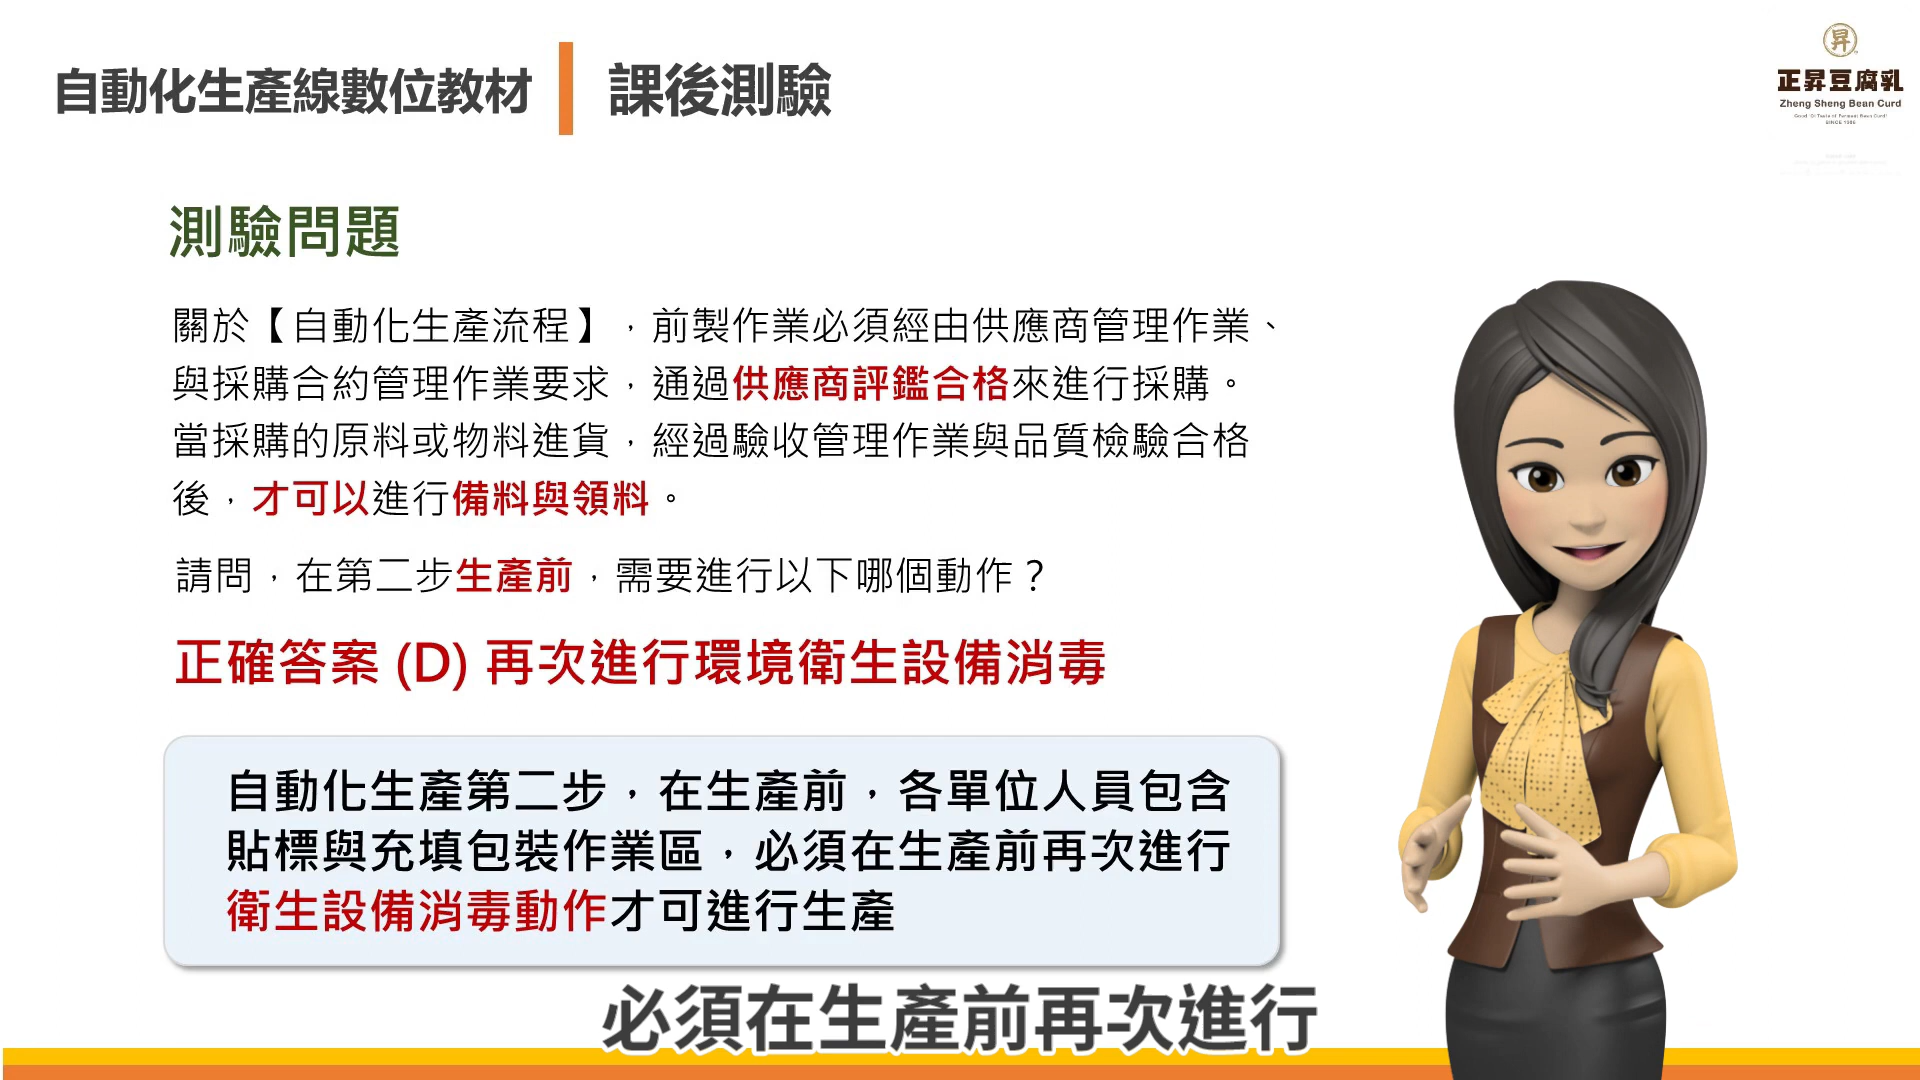 自動化生產線數位教材
課後測驗
昇
正昇豆腐乳
Zheng Sheng Bean Curd
SINCE 1985
測驗問題
關於【自動化生產流程】，前製作業必須經由供應商管理作業、
與採購合約管理作業要求，通過供應商評鑑合格來進行採購。
當採購的原料或物料進貨，經過驗收管理作業與品質檢驗合格
後，才可以進行備料與領料。
請問，在第二步生產前，需要進行以下哪個動作？
正確答案 (D) 再次進行環境衛生設備消毒
自動化生產第二步，在生產前，各單位人員包含
貼標與充填包裝作業區，必須在生產前再次進行
衛生設備消毒動作才可進行生產
必須在生產前再次進行